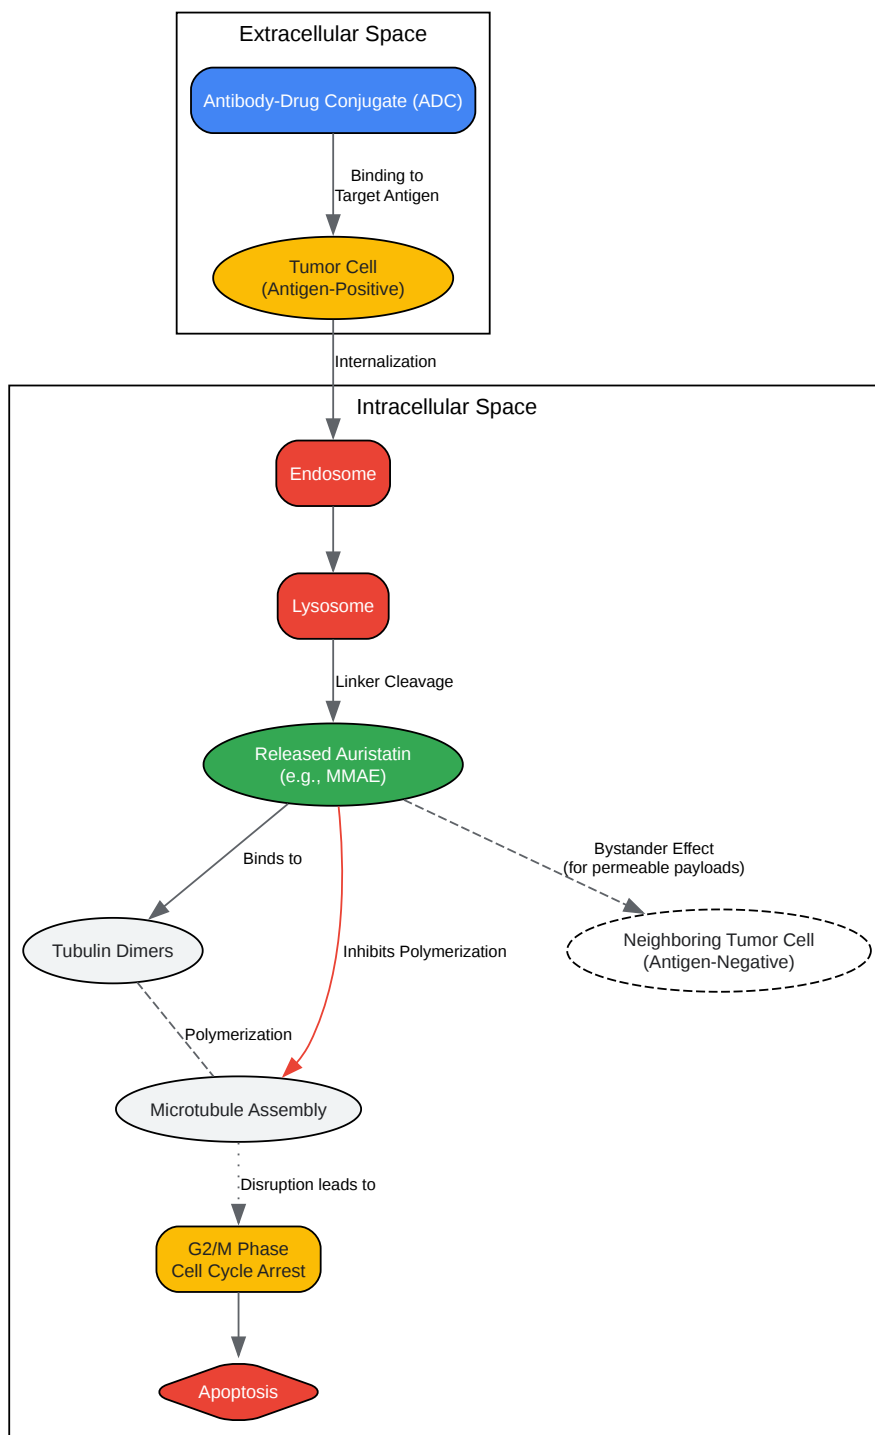 Extracellular Space
Antibody-Drug Conjugate (ADC)
Binding to
Target Antigen
Tumor Cell
(Antigen-Positive)
Internalization
Intracellular Space
Endosome
Lysosome
Linker Cleavage
Released Auristatin
(e.g., MMAE)
Binds to
Bystander Effect
(for permeable payloads)
Tubulin Dimers
Inhibits Polymerization
Neighboring Tumor Cell
(Antigen-Negative)
Polymerization
Microtubule Assembly
Disruption leads to
G2/M Phase
Cell Cycle Arrest
Apoptosis